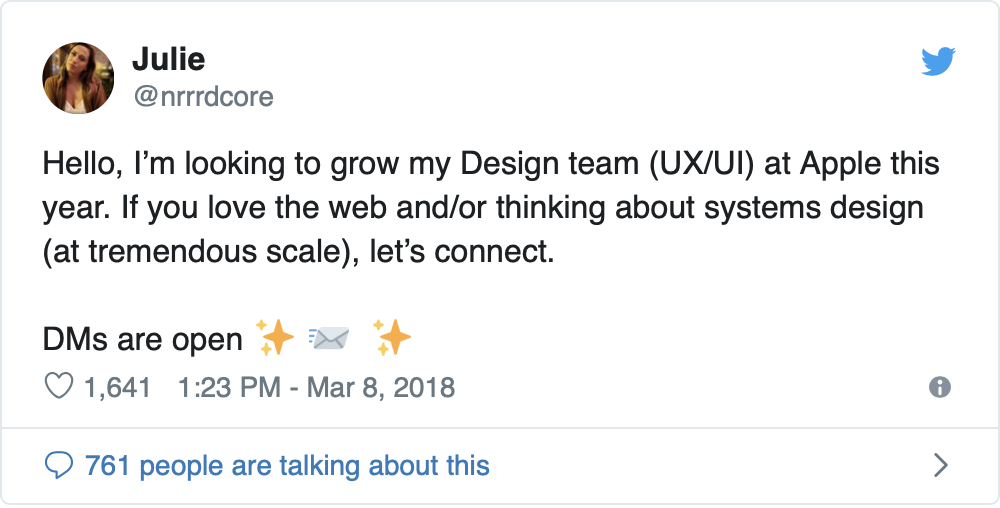 Julie
@nrrrdcore
Hello, I’m looking to grow my Design team (UX/UI) at Apple this
year. If you love the web and/or thinking about systems design
(at tremendous scale), let’s connect.
DMs are open ✨ 📨 ✨
1,641 1:23 PM - Mar 8, 2018
761 people are talking about this